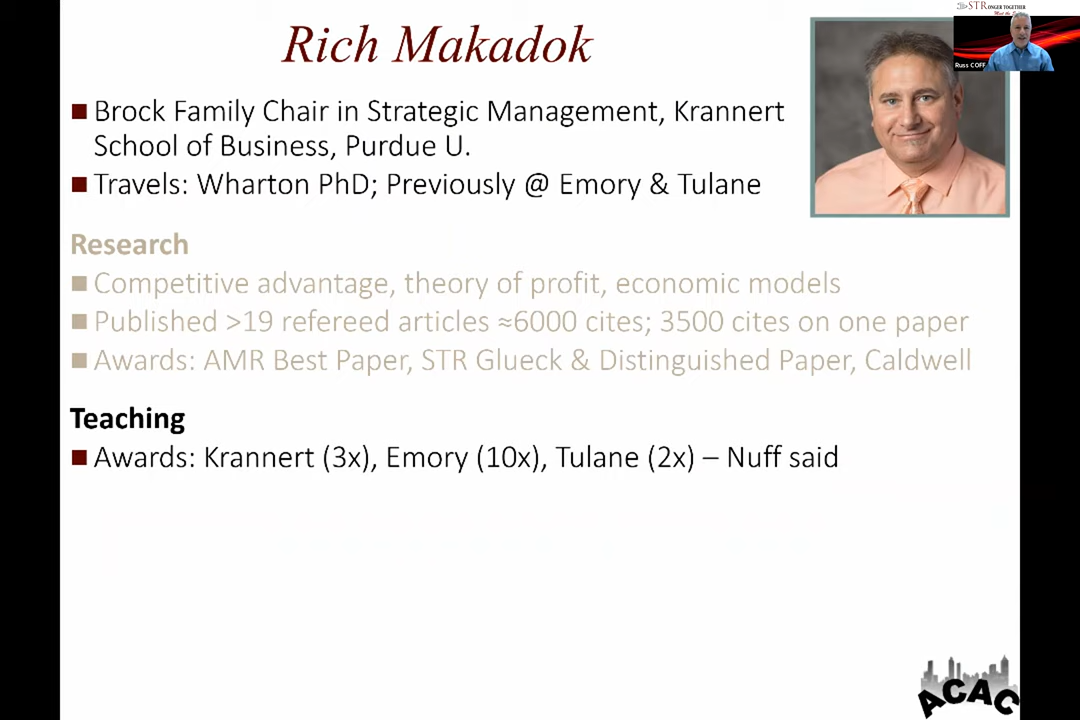 Rich Makadok
STRONGER TOGETHER
Russ COFF
■ Brock Family Chair in Strategic Management, Krannert
School of Business, Purdue U.
■ Travels: Wharton PhD; Previously @ Emory & Tulane
Research
■ Competitive advantage, theory of profit, economic models
■ Published >19 refereed articles ≈6000 cites; 3500 cites on one paper
■ Awards: AMR Best Paper, STR Glueck & Distinguished Paper, Caldwell
Teaching
■ Awards: Krannert (3x), Emory (10x), Tulane (2x) – Nuff said
ACAC